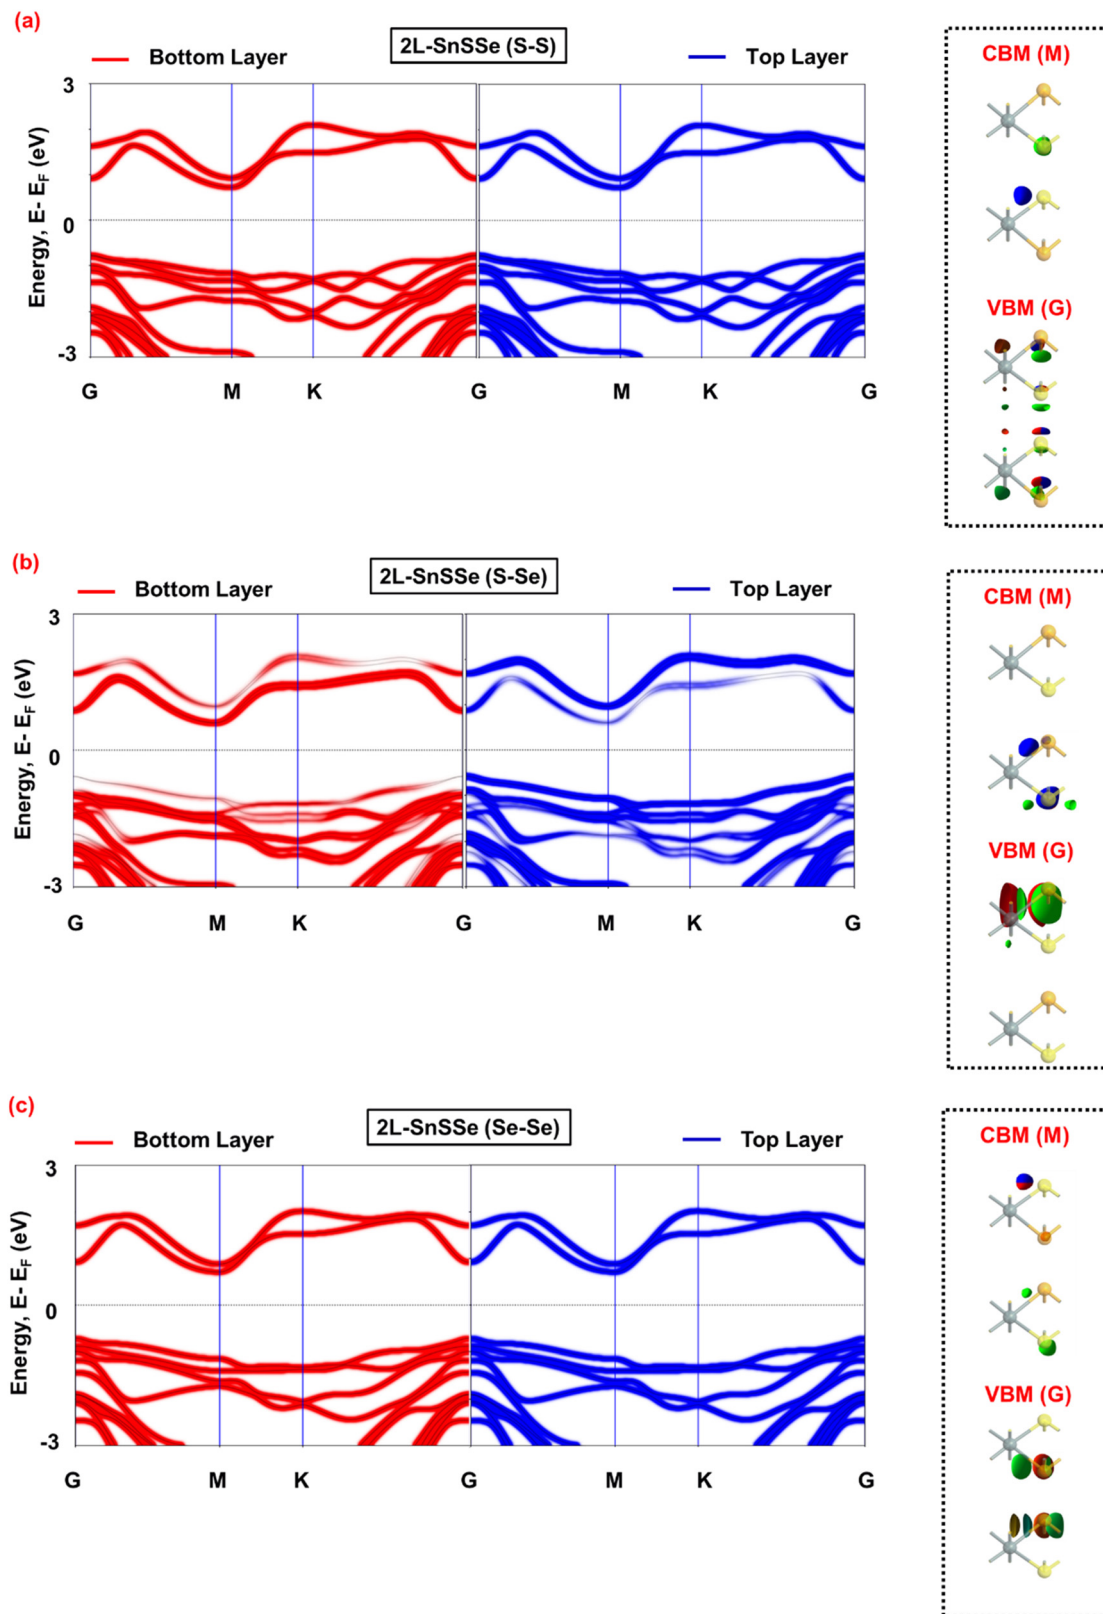 (a)
2L-SnSSe (S-S)
Bottom Layer
Top Layer
CBM (M)
3
0
-3
Energy, E- EF (eV)
G M K G M K G
VBM (G)
(b)
2L-SnSSe (S-Se)
Bottom Layer
Top Layer
CBM (M)
3
0
-3
Energy, E- EF (eV)
G M K G M K G
VBM (G)
(c)
2L-SnSSe (Se-Se)
Bottom Layer
Top Layer
CBM (M)
3
0
-3
Energy, E- EF (eV)
G M K G M K G
VBM (G)